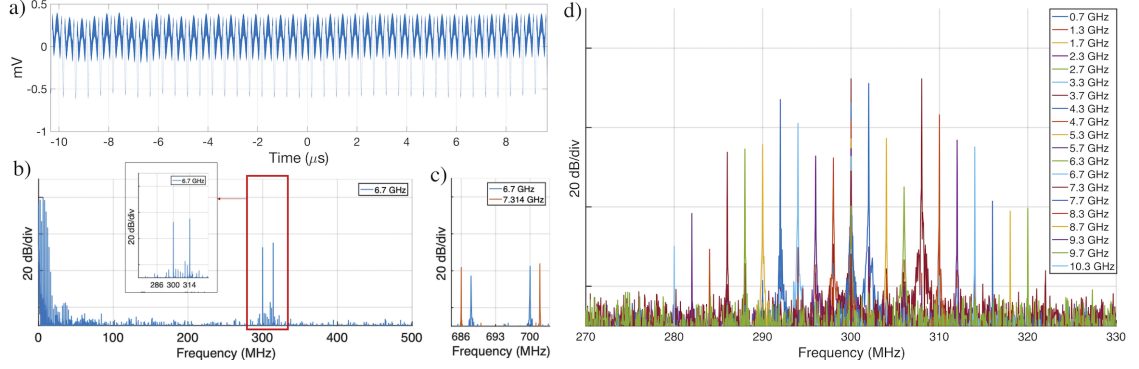 a)
0.5
0
-0.5
-1
mV
-10
-8
-6
-4
-2
0
2
4
6
8
10
Time (μs)
b)
20 dB/div
6.7 GHz
0
100
200
300
400
500
Frequency (MHz)
20 dB/div
6.7 GHz
286 300 314
c)
20 dB/div
6.7 GHz
7.314 GHz
686
693
700
Frequency (MHz)
d)
20 dB/div
0.7 GHz
1.3 GHz
1.7 GHz
2.3 GHz
2.7 GHz
3.3 GHz
3.7 GHz
4.3 GHz
4.7 GHz
5.3 GHz
5.7 GHz
6.3 GHz
6.7 GHz
7.3 GHz
7.7 GHz
8.3 GHz
8.7 GHz
9.3 GHz
9.7 GHz
10.3 GHz
270
280
290
300
310
320
330
Frequency (MHz)